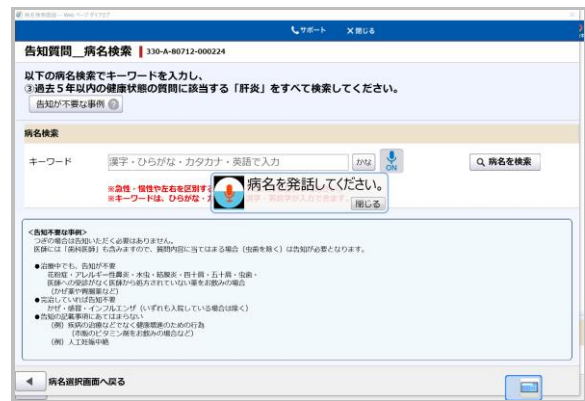 病名検索画面 -- Web ページ ダイアログ
サポート ×閉じる
告知質問__病名検索 330-A-80712-000224
以下の病名検索でキーワードを入力し、
③過去５年以内の健康状態の質問に該当する「肝炎」をすべて検索してください。
告知が不要な事例
病名検索
キーワード 漢字・ひらがな・カタカナ・英語で入力 かな ON 病名を検索
※急性・慢性や左右を区別す
※キーワードは、ひらがな・
病名を発話してください。
閉じる
＜告知不要な事例＞
つぎの場合は告知いただく必要はありません。
医師には「歯科医師」も含みますので、質問内容に当てはまる場合（虫歯を除く）は告知が必要となります。
●治療中でも、告知が不要
花粉症・アレルギー性鼻炎・水虫・結膜炎・四十肩・五十肩・虫歯・
医師への受診がなく医師から処方されていない薬をお飲みの場合
（かぜ薬や胃腸薬など）
●完治していれば告知不要
かぜ・感冒・インフルエンザ（いずれも入院している場合は除く）
●告知の記載事項にあてはまらない
（例）疾病の治療などでなく健康増進のための行為
（市販のビタミン剤をお飲みの場合など）
（例）人工妊娠中絶
病名選択画面へ戻る